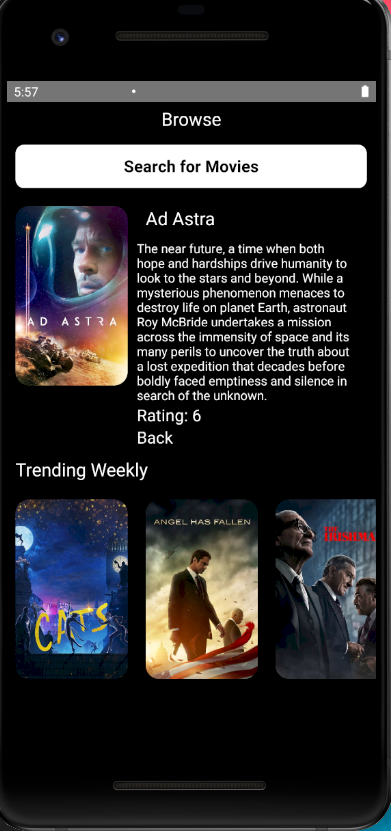 5:57
Browse
Search for Movies
Ad Astra
The near future, a time when both
hope and hardships drive humanity to
look to the stars and beyond. While a
mysterious phenomenon menaces to
destroy life on planet Earth, astronaut
Roy McBride undertakes a mission
across the immensity of space and its
many perils to uncover the truth about
a lost expedition that decades before
boldly faced emptiness and silence in
search of the unknown.
AD ASTRA
Rating: 6
Back
Trending Weekly
CATS
ANGEL HAS FALLEN